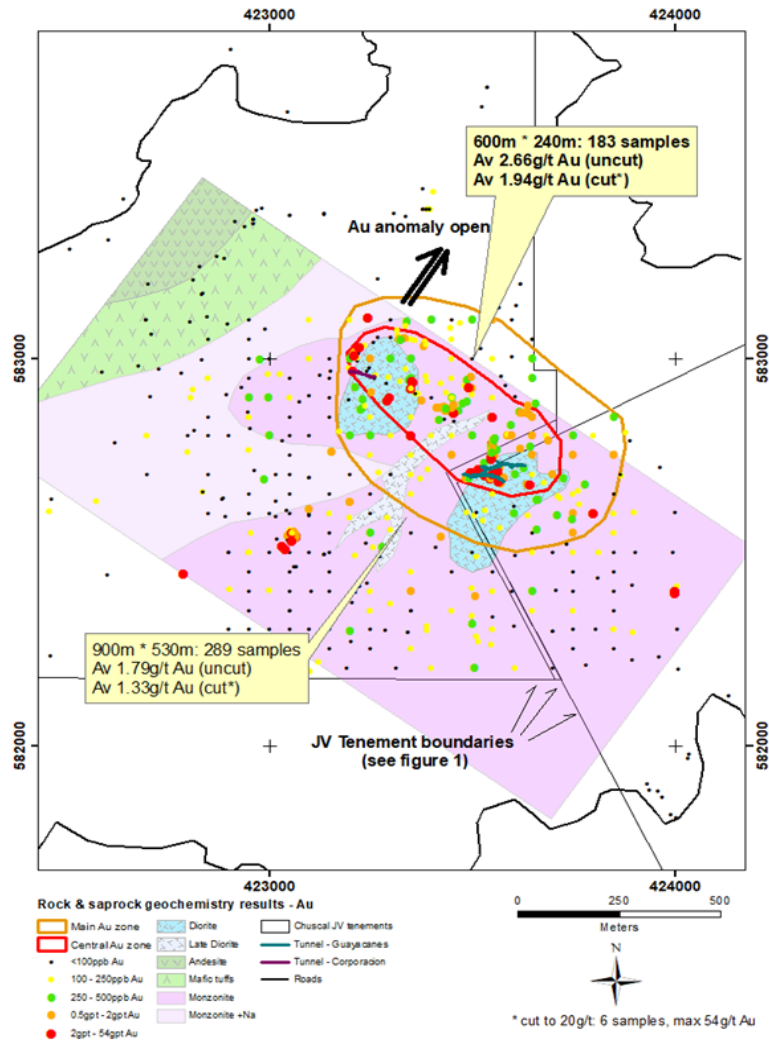 423000
424000
600m * 240m: 183 samples
Av 2.66g/t Au (uncut)
Av 1.94g/t Au (cut*)
Au anomaly open
583000
583000
900m * 530m: 289 samples
Av 1.79g/t Au (uncut)
Av 1.33g/t Au (cut*)
582000
582000
JV Tenement boundaries
(see figure 1)
423000
424000
Rock & saprock geochemistry results - Au
Main Au zone
Central Au zone
<100ppb Au
100 - 250ppb Au
250 - 500ppb Au
0.5gpt - 2gpt Au
2gpt - 54gpt Au
Diorite
Late Diorite
Andesite
Mafic tuffs
Monzonite
Monzonite +Na
Chuscal JV tenements
Tunnel - Guayacanes
Tunnel - Corporacion
Roads
0 250 500
Meters
N
* cut to 20g/t: 6 samples, max 54g/t Au